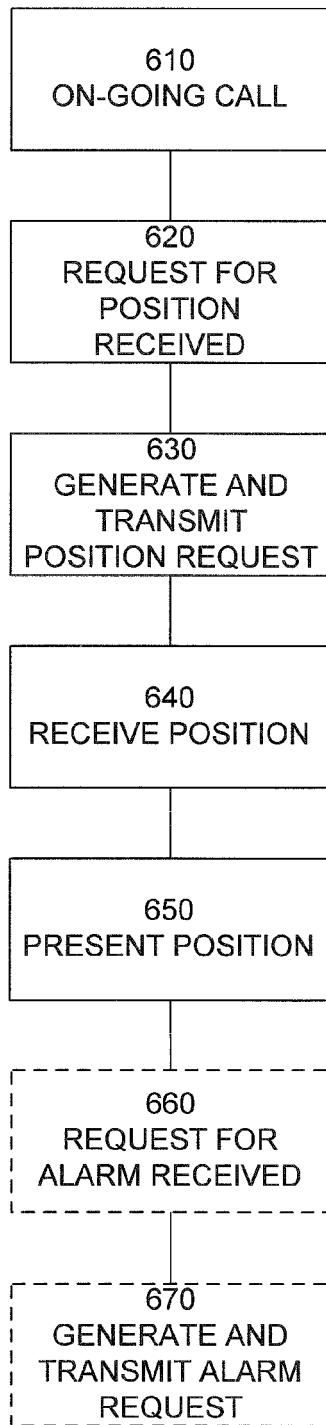 610
ON-GOING CALL
620
REQUEST FOR
POSITION
RECEIVED
630
GENERATE AND
TRANSMIT
POSITION REQUEST
640
RECEIVE POSITION
650
PRESENT POSITION
660
REQUEST FOR
ALARM RECEIVED
670
GENERATE AND
TRANSMIT ALARM
REQUEST